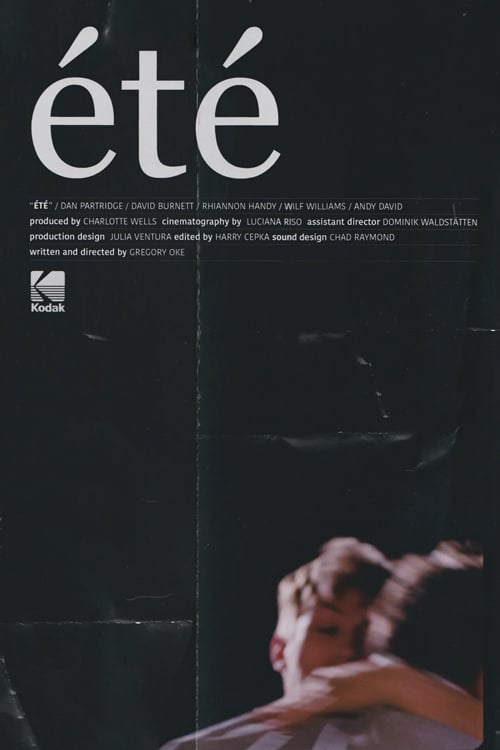 été
"ÉTÉ" / DAN PARTRIDGE / DAVID BURNETT / RHIANNON HANDY / WILF WILLIAMS / ANDY DAVID
produced by CHARLOTTE WELLS cinematography by LUCIANA RISO assistant director DOMINIK WALDSTÄTTEN
production design JULIA VENTURA edited by HARRY CEPKA sound design CHAD RAYMOND
written and directed by GREGORY OKE
Kodak